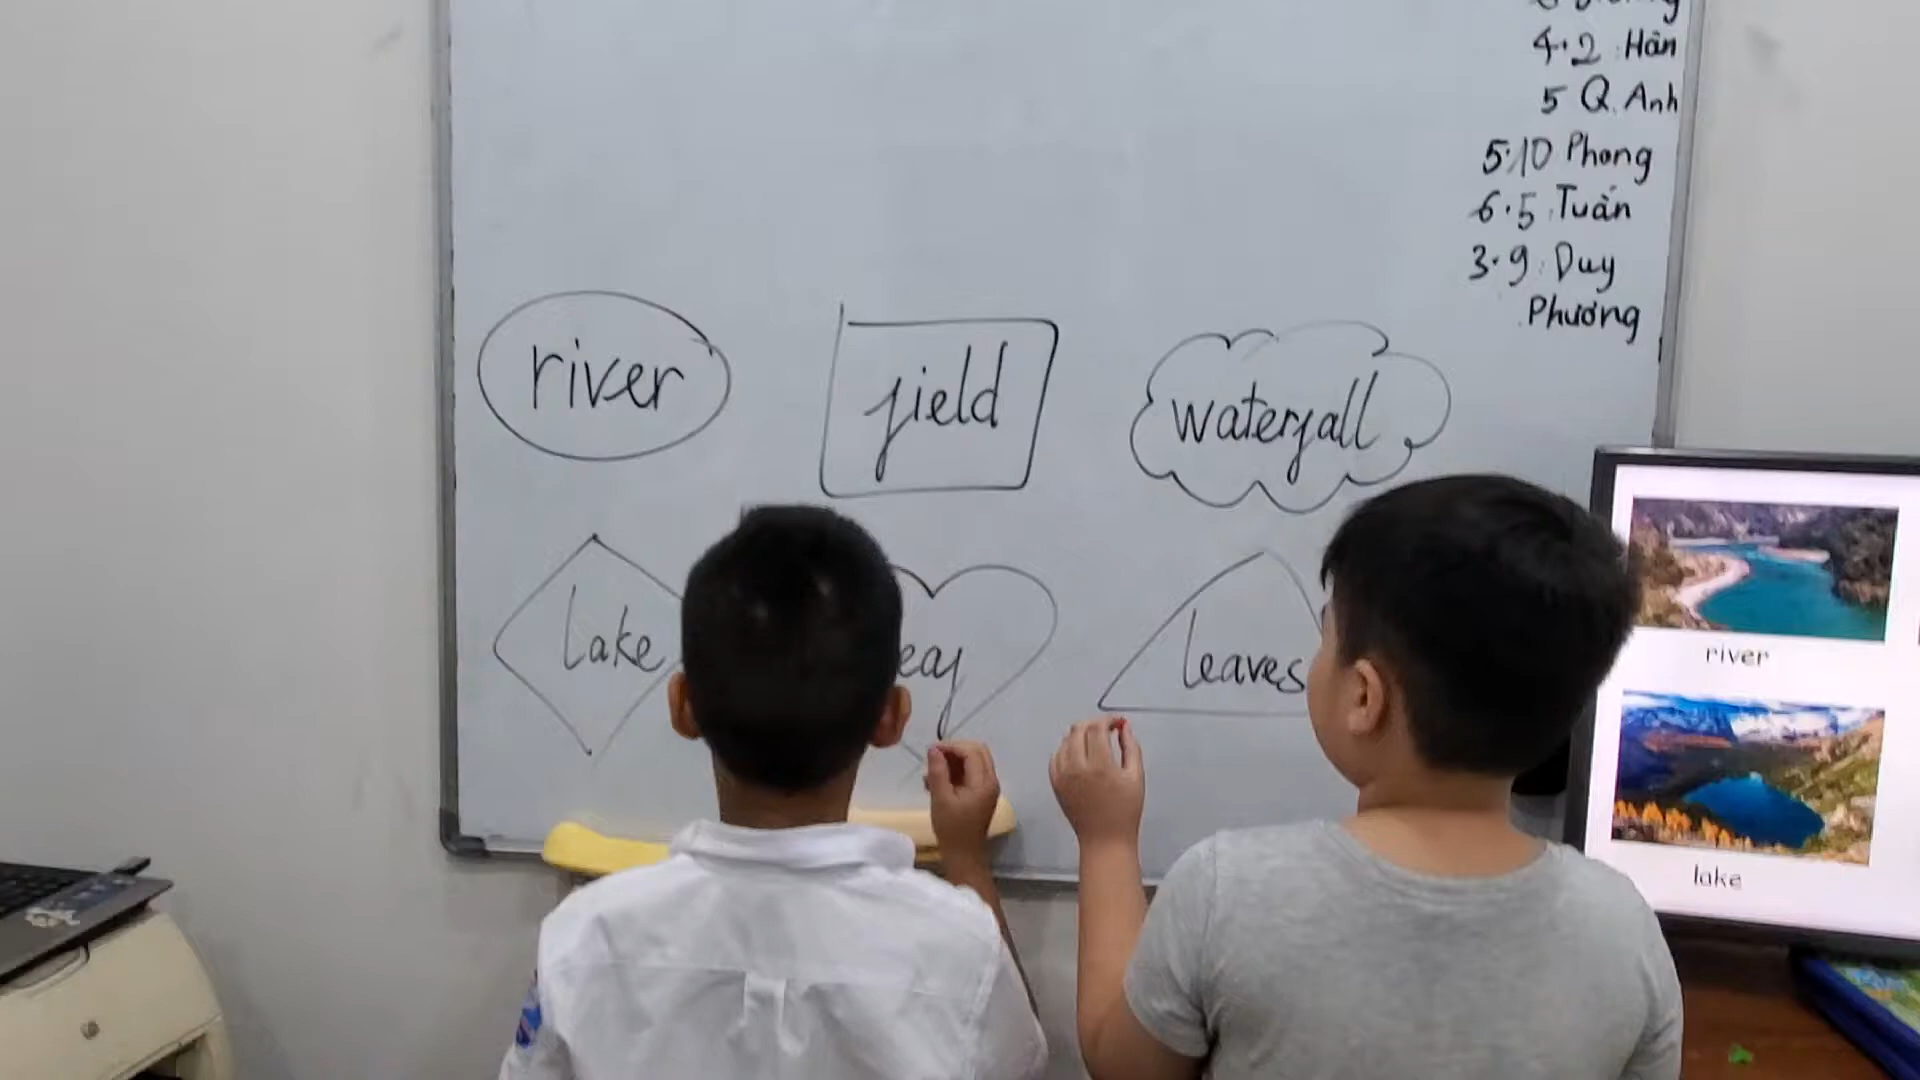 4.2 : Hân
5 Q. Anh
5.10 Phong
6.5 : Tuấn
3.9 : Duy
Phương
river
field
waterfall
lake
eaf
leaves
river
lake